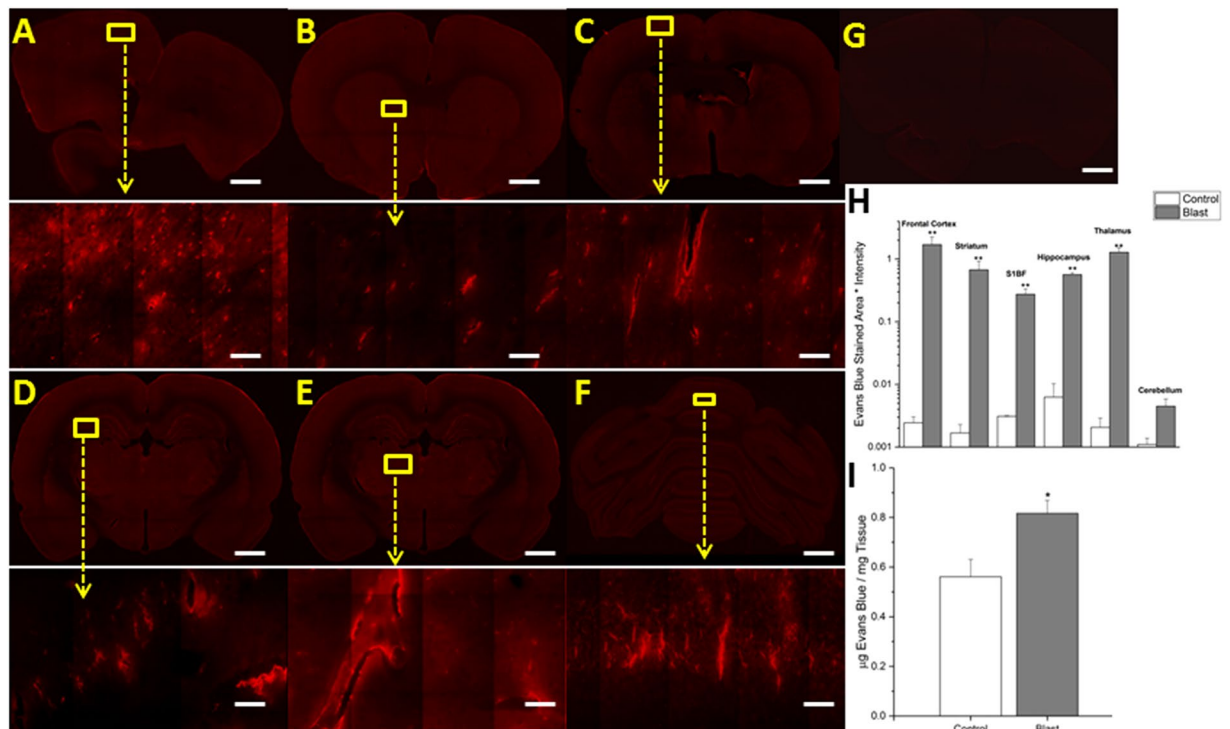 A
B
C
G
D
E
F
H
Control
Blast
Evans Blue Stained Area * Intensity
1
0.1
0.01
0.001
Frontal Cortex
**
Striatum
**
S1BF
**
Hippocampus
**
Thalamus
**
Cerebellum
I
µg Evans Blue / mg Tissue
1.0
0.8
0.6
0.4
0.2
0.0
*
Control
Blast